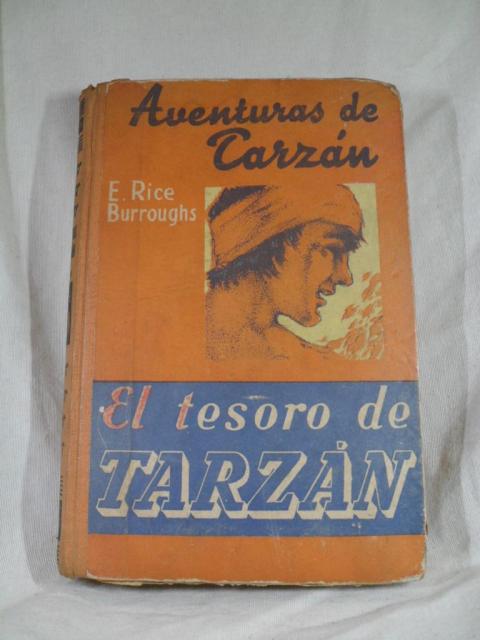 Aventuras de
Tarzán
E. Rice
Burroughs
El tesoro de
TARZÁN